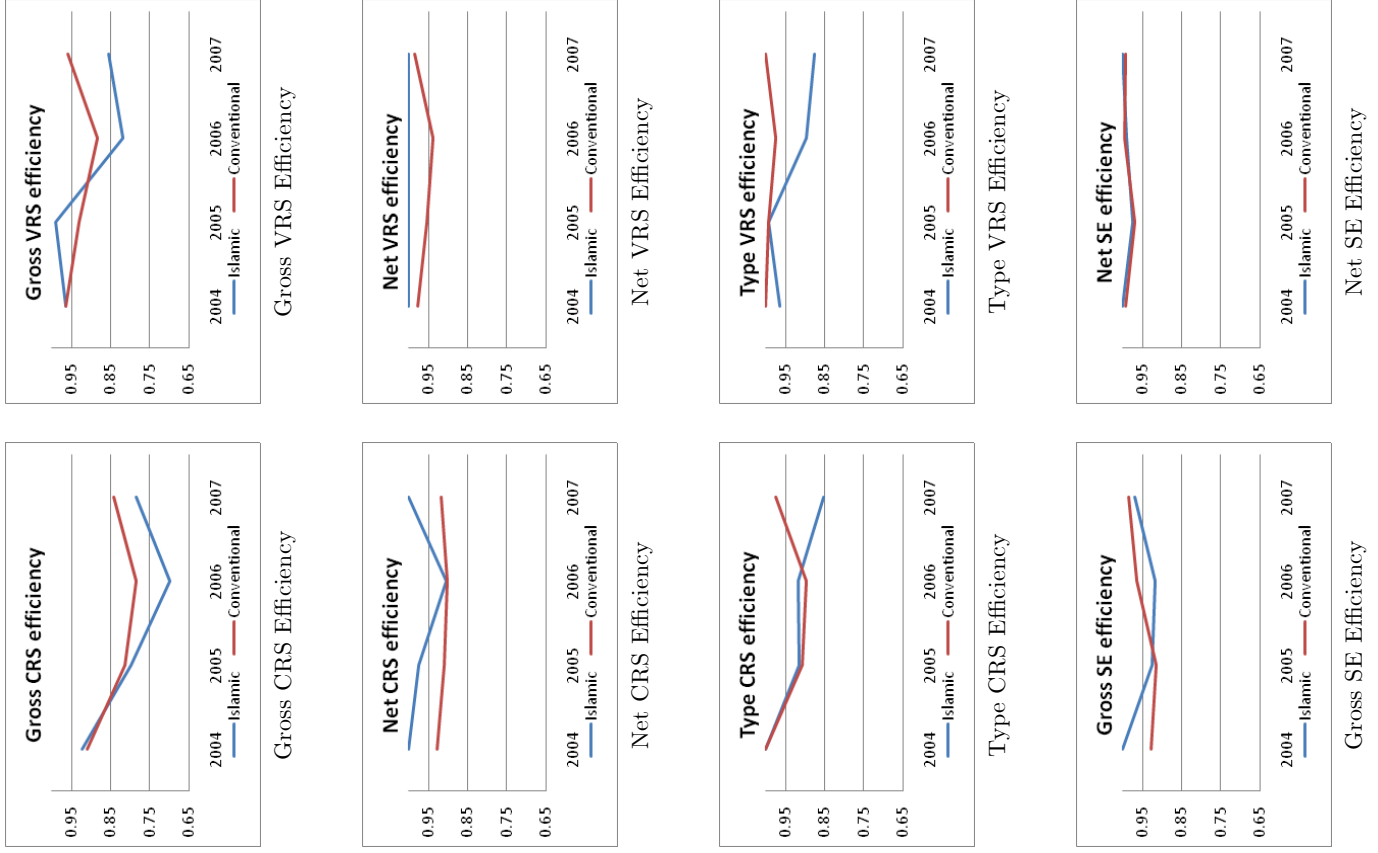 Gross CRS efficiency
0.95
0.85
0.75
0.65
2004 2005 2006 2007
Islamic Conventional
Gross CRS Efficiency
Gross VRS efficiency
0.95
0.85
0.75
0.65
2004 2005 2006 2007
Islamic Conventional
Gross VRS Efficiency
Net CRS efficiency
0.95
0.85
0.75
0.65
2004 2005 2006 2007
Islamic Conventional
Net CRS Efficiency
Net VRS efficiency
0.95
0.85
0.75
0.65
2004 2005 2006 2007
Islamic Conventional
Net VRS Efficiency
Type CRS efficiency
0.95
0.85
0.75
0.65
2004 2005 2006 2007
Islamic Conventional
Type CRS Efficiency
Type VRS efficiency
0.95
0.85
0.75
0.65
2004 2005 2006 2007
Islamic Conventional
Type VRS Efficiency
Gross SE efficiency
0.95
0.85
0.75
0.65
2004 2005 2006 2007
Islamic Conventional
Gross SE Efficiency
Net SE efficiency
0.95
0.85
0.75
0.65
2004 2005 2006 2007
Islamic Conventional
Net SE Efficiency